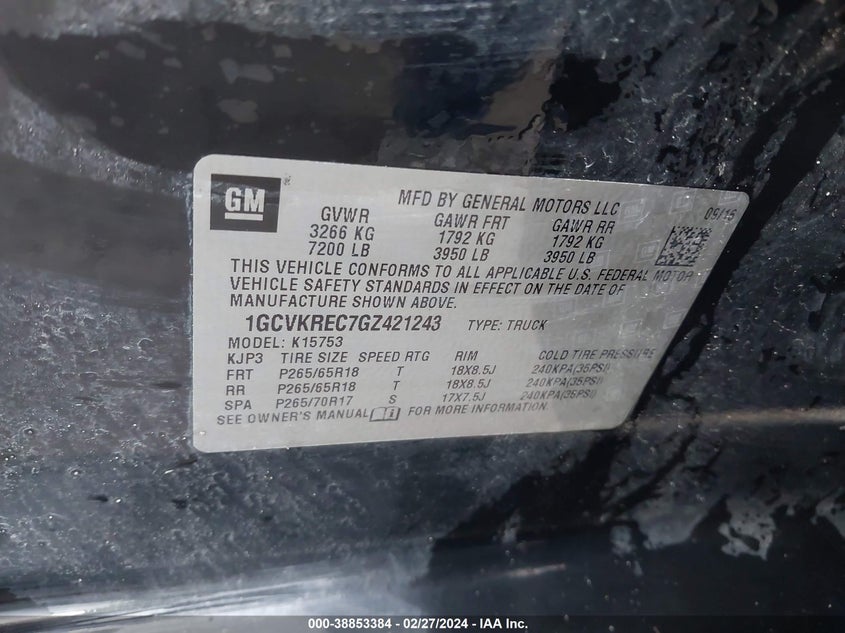 GM ®
MFD BY GENERAL MOTORS LLC 09/15
GVWR GAWR FRT GAWR RR
3266 KG 1792 KG 1792 KG
7200 LB 3950 LB 3950 LB
THIS VEHICLE CONFORMS TO ALL APPLICABLE U.S. FEDERAL MOTOR
VEHICLE SAFETY STANDARDS IN EFFECT ON THE DATE OF
MANUFACTURE SHOWN ABOVE.
1GCVKREC7GZ421243 TYPE: TRUCK
MODEL: K15753
KJP3 TIRE SIZE SPEED RTG RIM COLD TIRE PRESSURE
FRT P265/65R18 T 18X8.5J 240KPA(35PSI)
RR P265/65R18 T 18X8.5J 240KPA(35PSI)
SPA P265/70R17 S 17X7.5J 240KPA(35PSI)
SEE OWNER'S MANUAL FOR MORE INFORMATION.
000-38853384 - 02/27/2024 - IAA Inc.